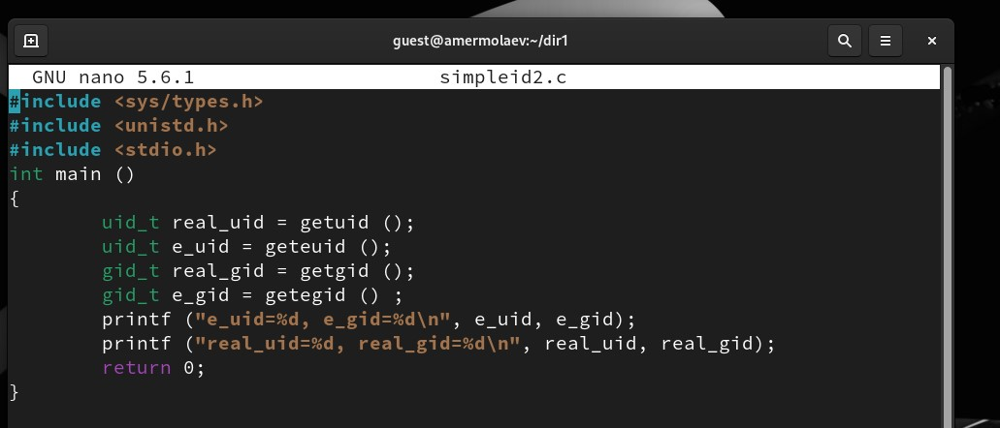 guest@amermolaev:~/dir1
GNU nano 5.6.1 simpleid2.c
#include <sys/types.h>
#include <unistd.h>
#include <stdio.h>
int main ()
{
        uid_t real_uid = getuid ();
        uid_t e_uid = geteuid ();
        gid_t real_gid = getgid ();
        gid_t e_gid = getegid () ;
        printf ("e_uid=%d, e_gid=%d\n", e_uid, e_gid);
        printf ("real_uid=%d, real_gid=%d\n", real_uid, real_gid);
        return 0;
}